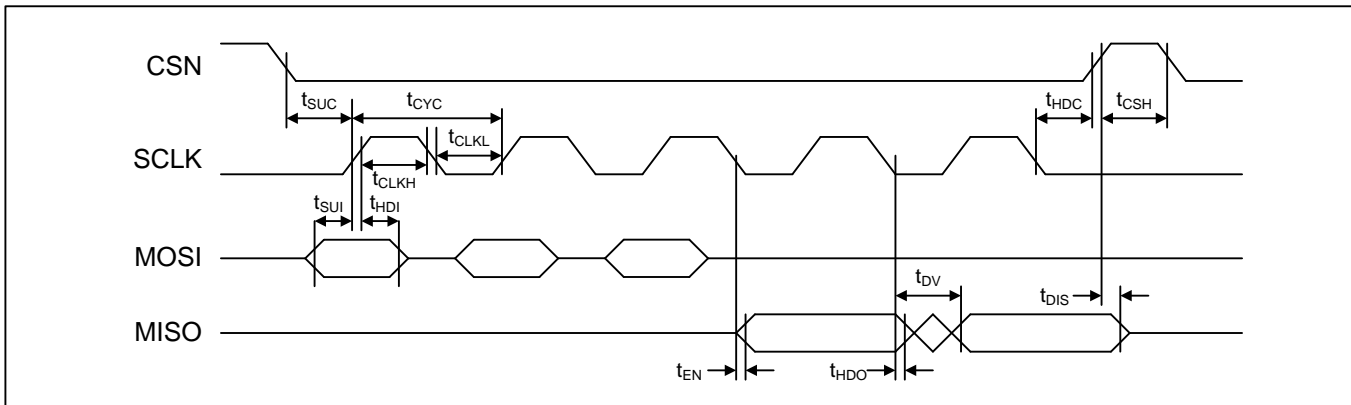 CSN
tSUC
tCYC
tHDC
tCSH
tCLKL
SCLK
tCLKH
tSUI
tHDI
MOSI
tDV
tDIS
MISO
tEN
tHDO